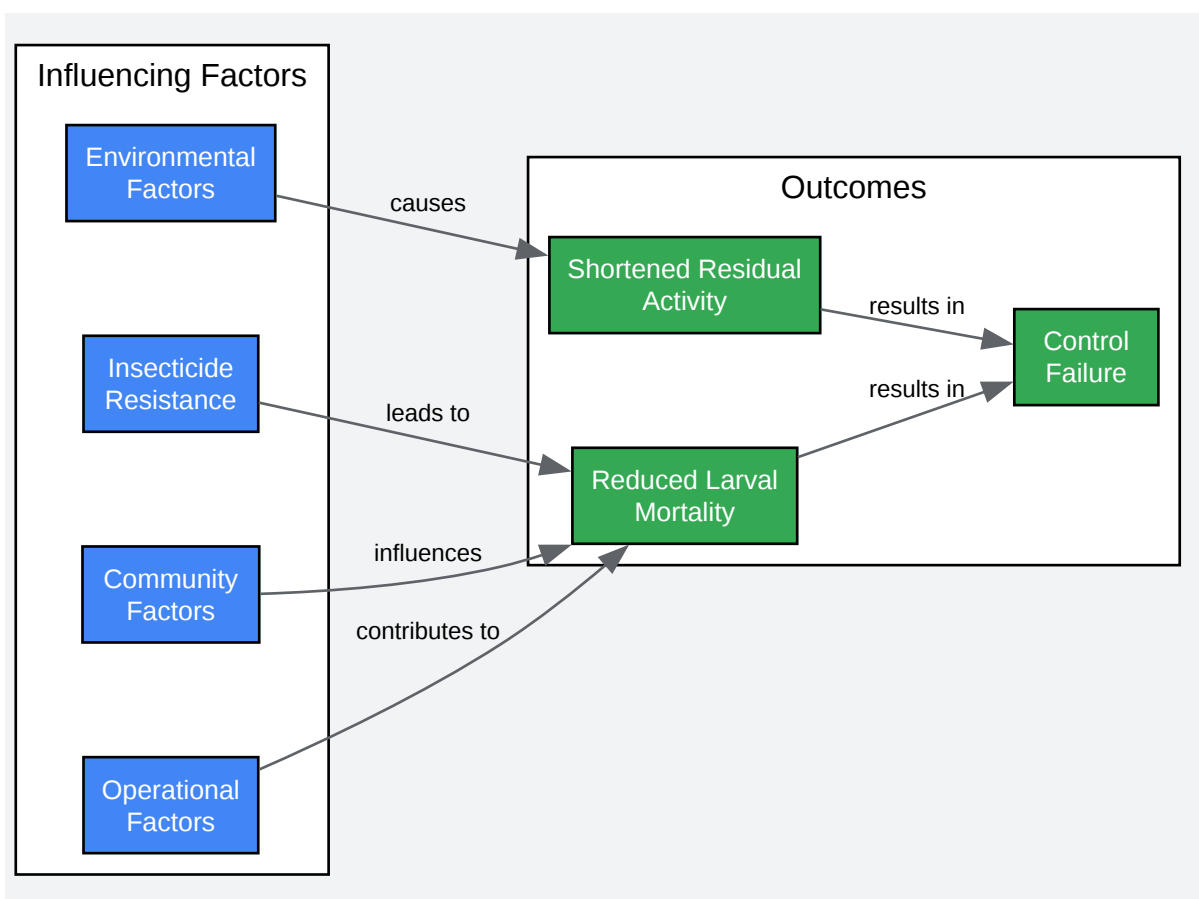 Influencing Factors
Environmental
Factors
Insecticide
Resistance
Community
Factors
Operational
Factors
causes
leads to
influences
contributes to
Outcomes
Shortened Residual
Activity
Reduced Larval
Mortality
results in
results in
Control
Failure